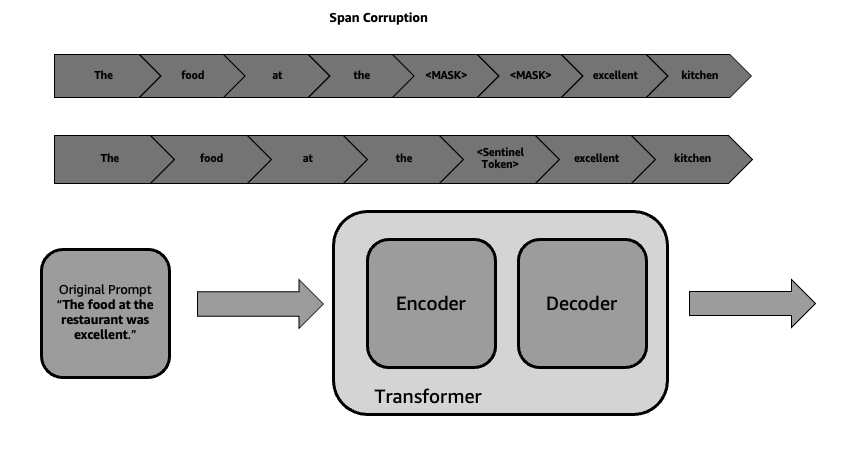 Span Corruption
The food at the <MASK> <MASK> excellent kitchen
The food at the <Sentinel Token> excellent kitchen
Original Prompt
“The food at the
restaurant was
excellent.”
Encoder
Decoder
Transformer